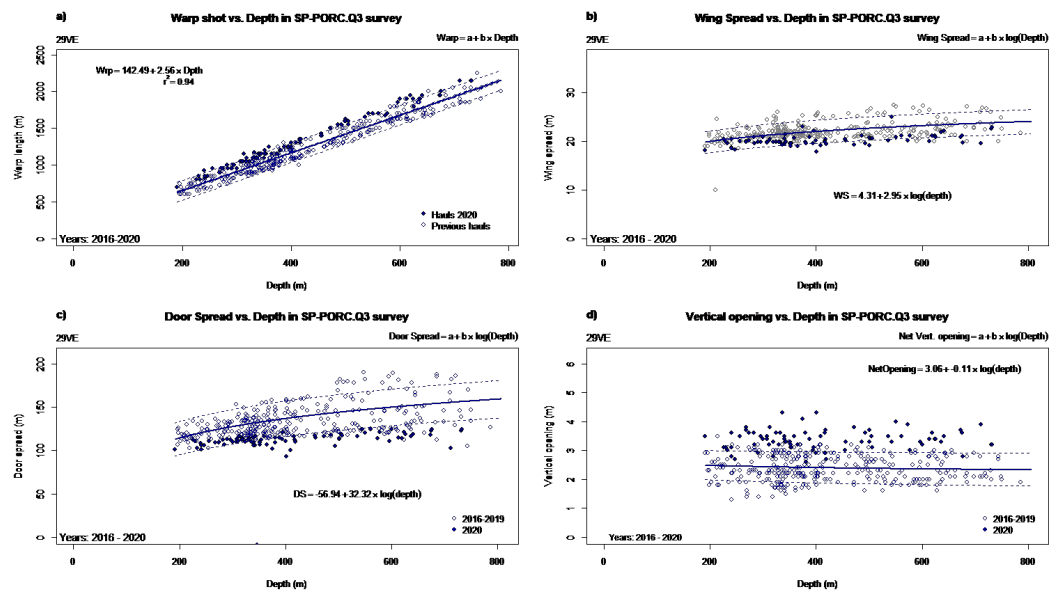 a) Warp shot vs. Depth in SP-PORC.Q3 survey
29VE Warp = a + b × Depth
Wrp = 142.49 + 2.56 × Dpth
r² = 0.94
Warp length (m)
2500
2000
1500
1000
500
0
Hauls 2020
Previous hauls
Years: 2016-2020
0 200 400 600 800
Depth (m)
b) Wing Spread vs. Depth in SP-PORC.Q3 survey
29VE Wing Spread = a + b × log(Depth)
Wing spread (m)
30
20
10
0
WS = 4.31 + 2.95 × log(depth)
Years: 2016 - 2020
0 200 400 600 800
Depth (m)
c) Door Spread vs. Depth in SP-PORC.Q3 survey
29VE Door Spread = a + b × log(Depth)
Door spread (m)
200
150
100
50
0
DS = -56.94 + 32.32 × log(depth)
2016-2019
2020
Years: 2016 - 2020
0 200 400 600 800
Depth (m)
d) Vertical opening vs. Depth in SP-PORC.Q3 survey
29VE Net Vert. opening = a + b × log(Depth)
NetOpening = 3.06 + -0.11 × log(depth)
Vertical opening (m)
6
5
4
3
2
1
0
2016-2019
2020
Years: 2016 - 2020
0 200 400 600 800
Depth (m)